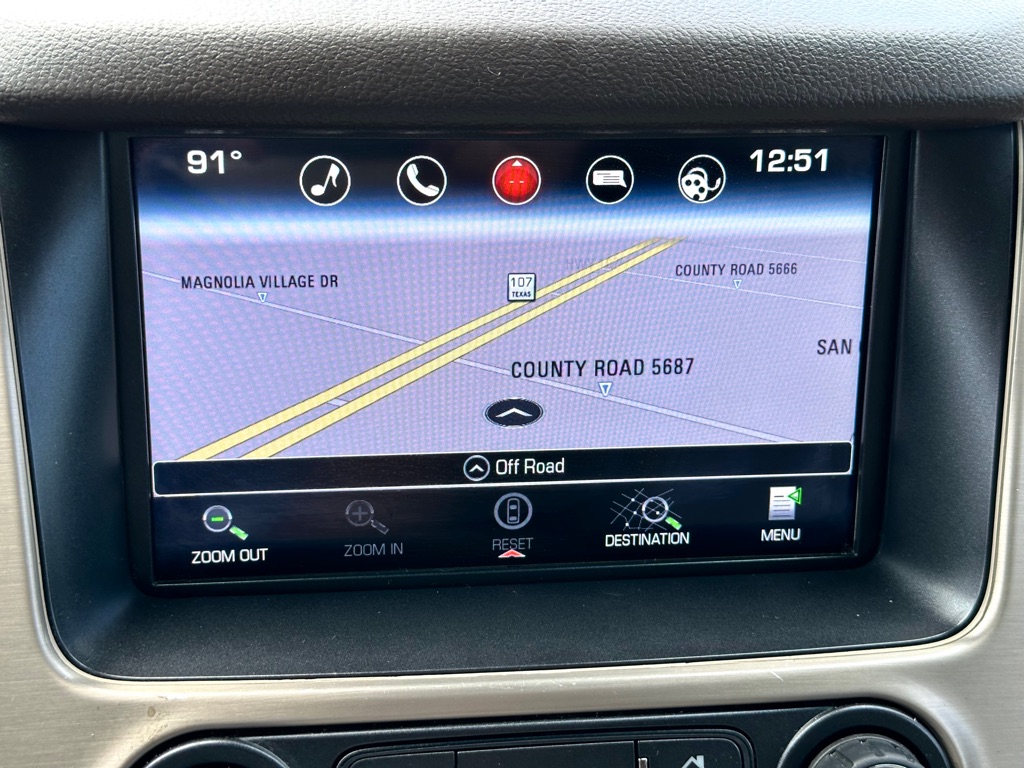 91°
12:51
MAGNOLIA VILLAGE DR
107
TEXAS
COUNTY ROAD 5666
SAN
COUNTY ROAD 5687
Off Road
ZOOM OUT
ZOOM IN
RESET
DESTINATION
MENU